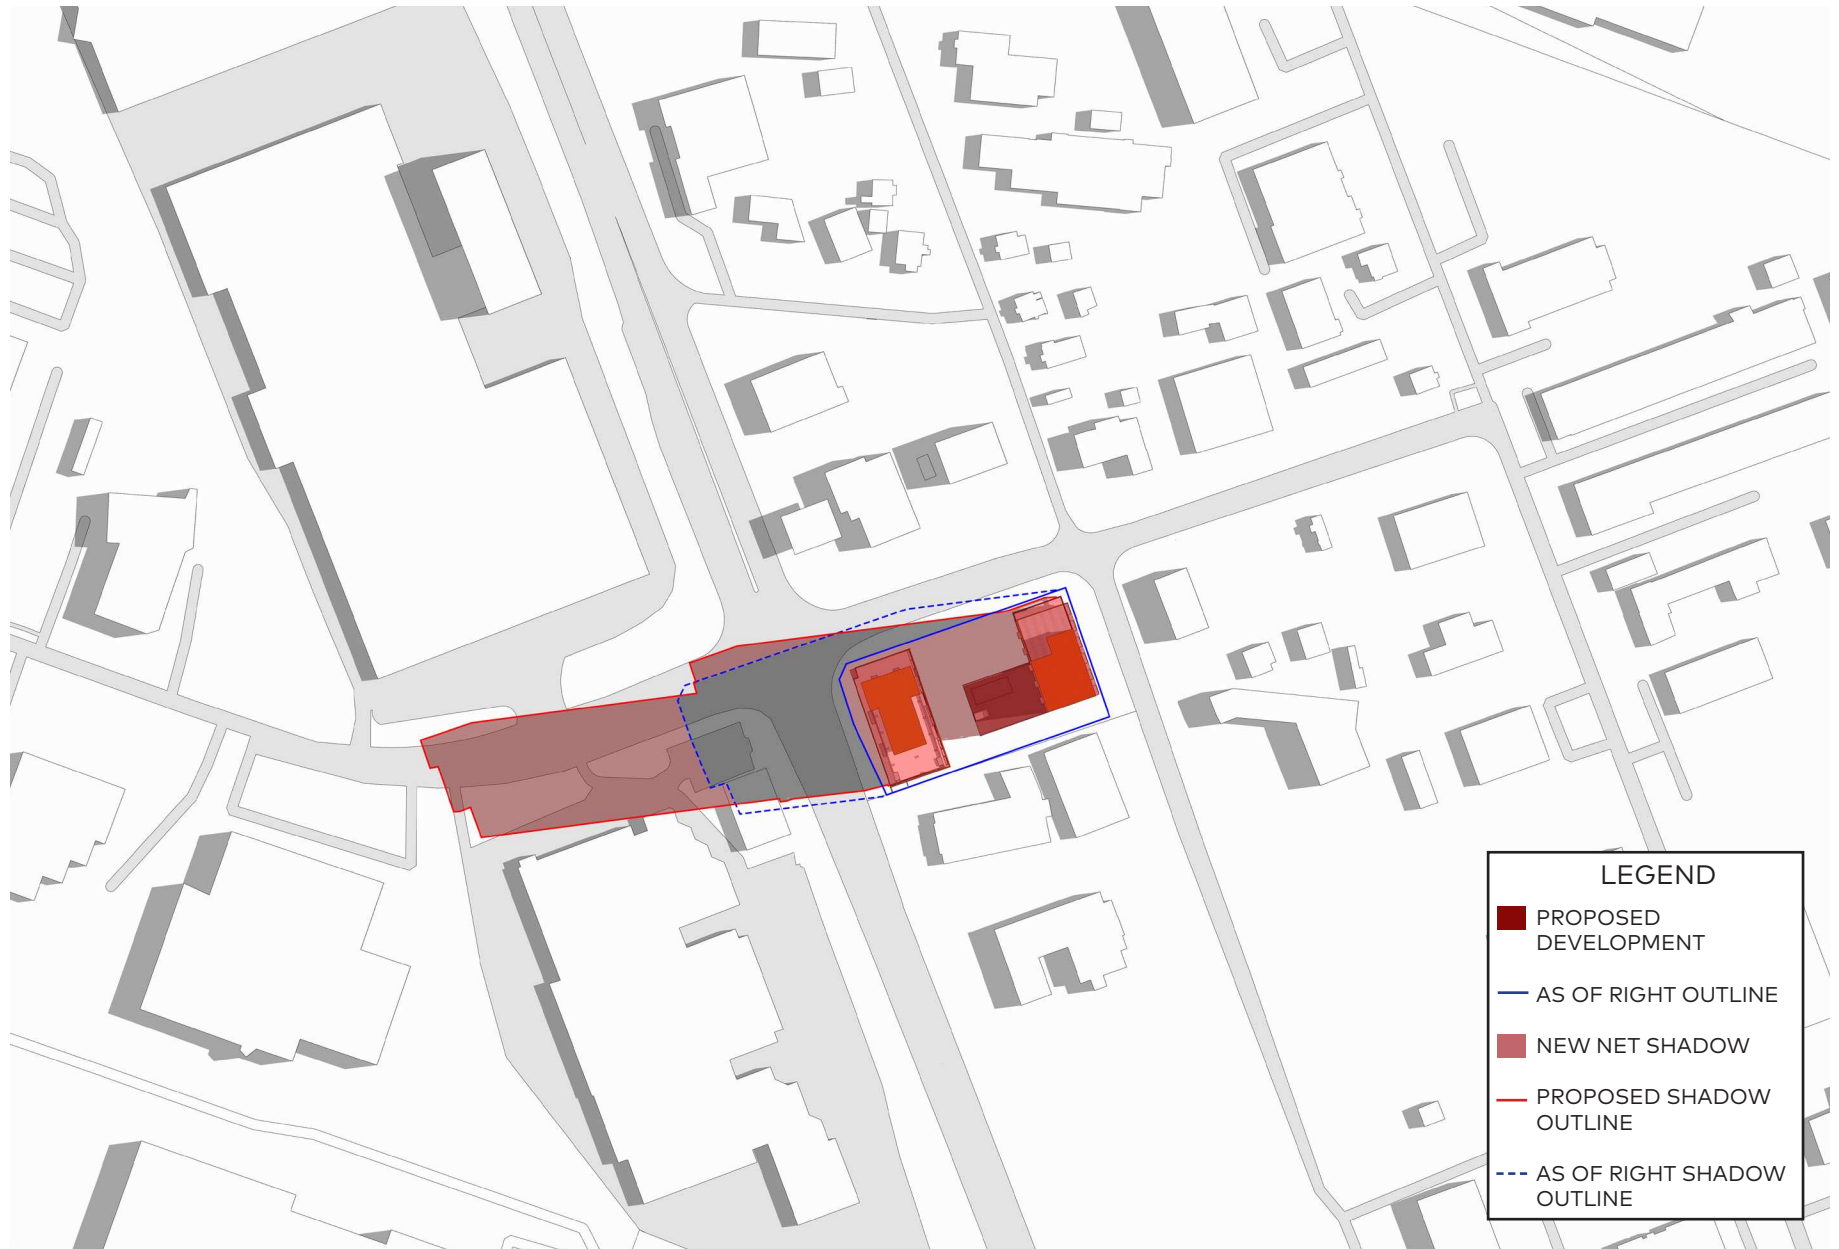 LEGEND
PROPOSED
DEVELOPMENT
AS OF RIGHT OUTLINE
NEW NET SHADOW
PROPOSED SHADOW
OUTLINE
AS OF RIGHT SHADOW
OUTLINE